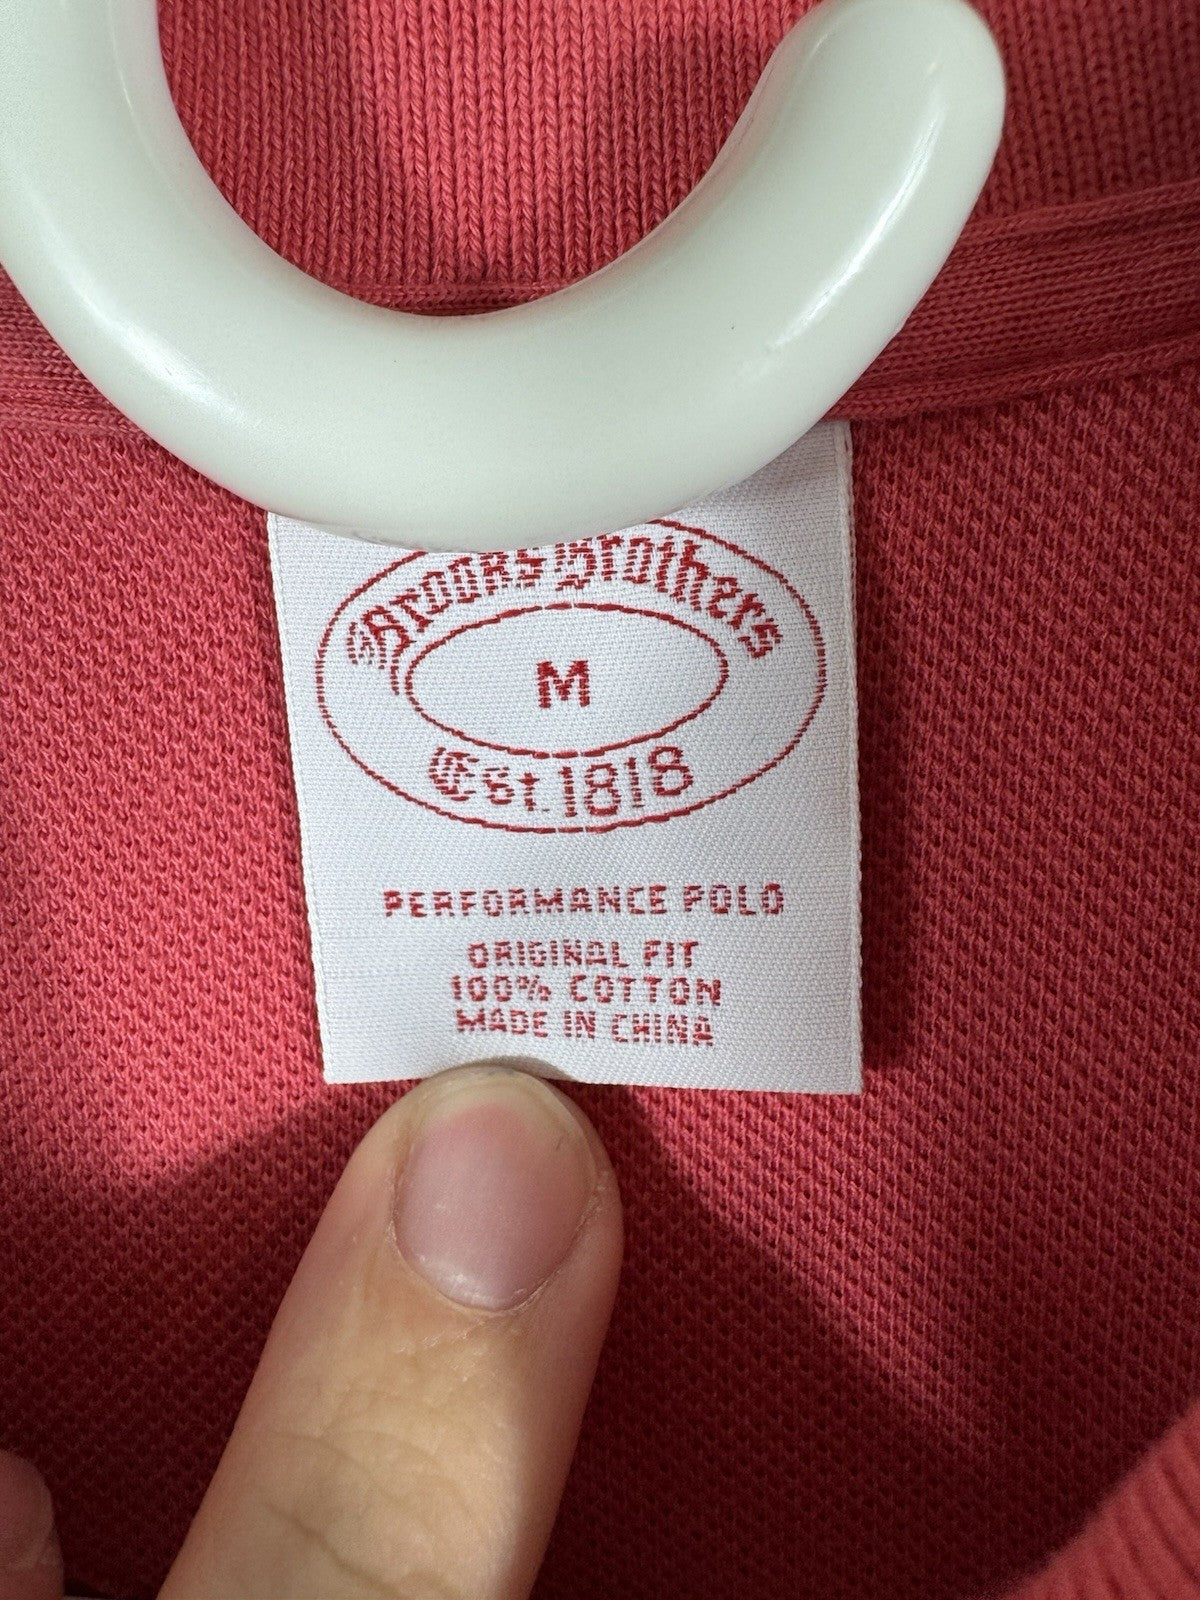 Brooks Brothers
M
Est. 1818
PERFORMANCE POLO
ORIGINAL FIT
100% COTTON
MADE IN CHINA